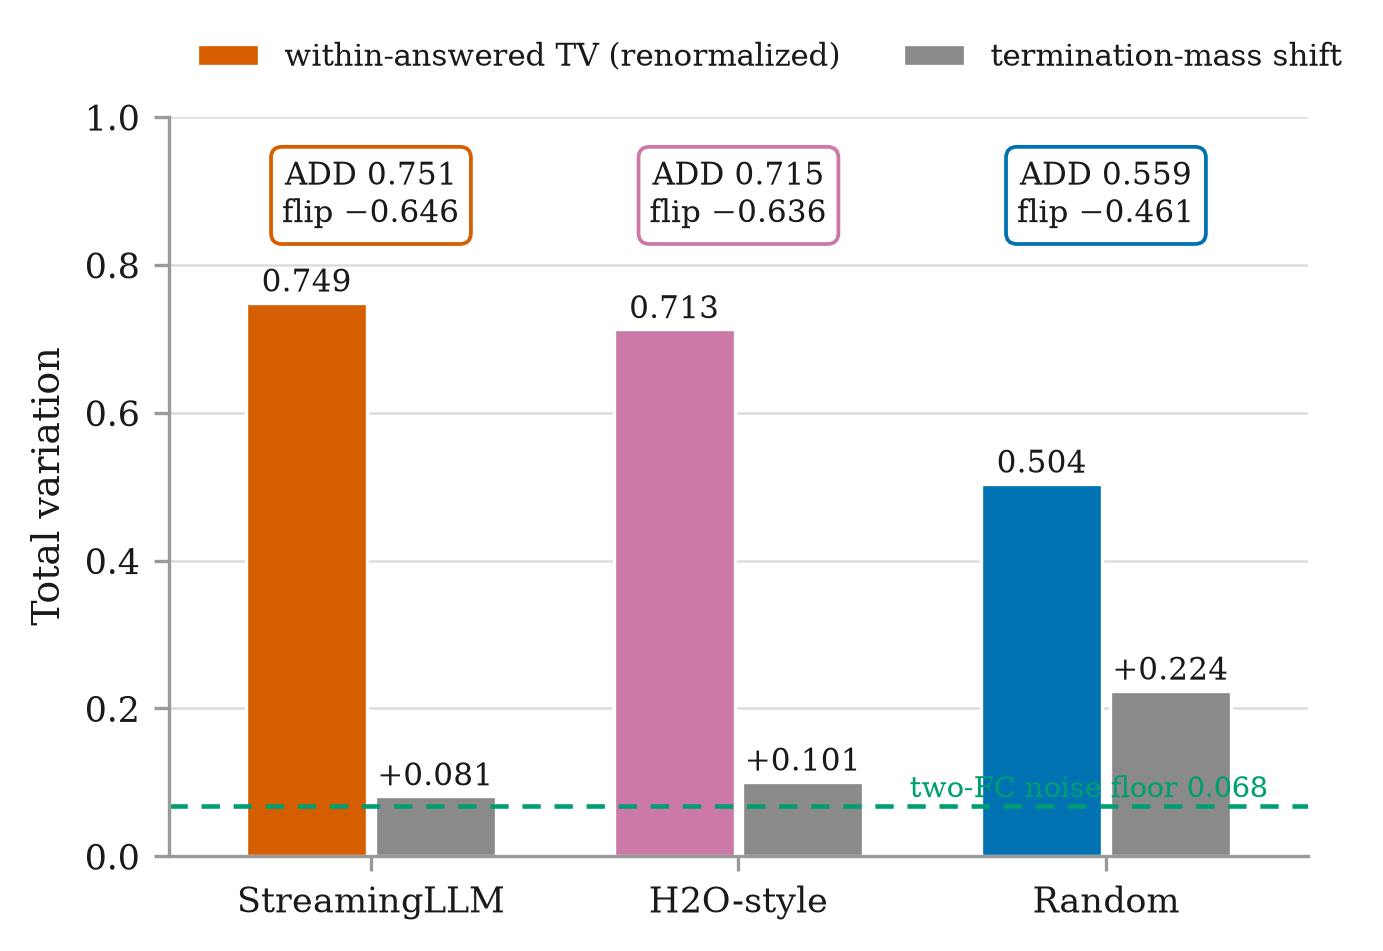 within-answered TV (renormalized)
termination-mass shift
Total variation
1.0
0.8
0.6
0.4
0.2
0.0
ADD 0.751
flip −0.646
ADD 0.715
flip −0.636
ADD 0.559
flip −0.461
0.749
0.713
0.504
+0.224
+0.081
+0.101
two-FC noise floor 0.068
StreamingLLM
H2O-style
Random